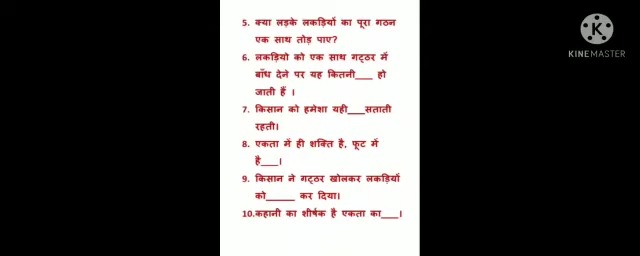 5. क्या लड़के लकड़ियों का पूरा गठन
एक साथ तोड़ पाए?
6. लकड़ियो को एक साथ गट्ठर में
बाँध देने पर यह कितनी___ हो
जाती हैं ।
7. किसान को हमेशा यही___सताती
रहती।
8. एकता में ही शक्ति है, फूट में
है___।
9. किसान ने गट्ठर खोलकर लकड़ियों
को_____ कर दिया।
10.कहानी का शीर्षक है एकता का___।
KINEMASTER